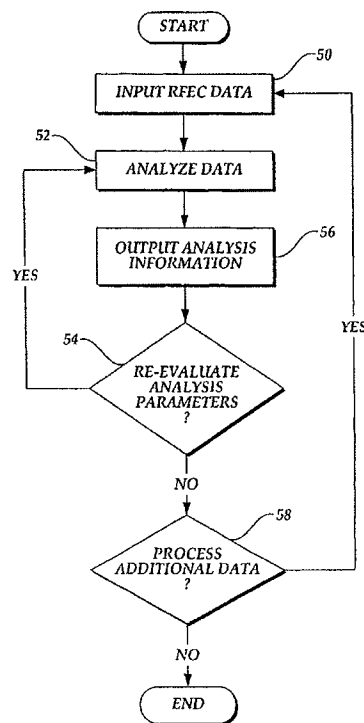 START
50
INPUT RFEC DATA
52
ANALYZE DATA
56
OUTPUT ANALYSIS
INFORMATION
YES
YES
54
RE-EVALUATE
ANALYSIS
PARAMETERS
?
NO
58
PROCESS
ADDITIONAL DATA
?
NO
END